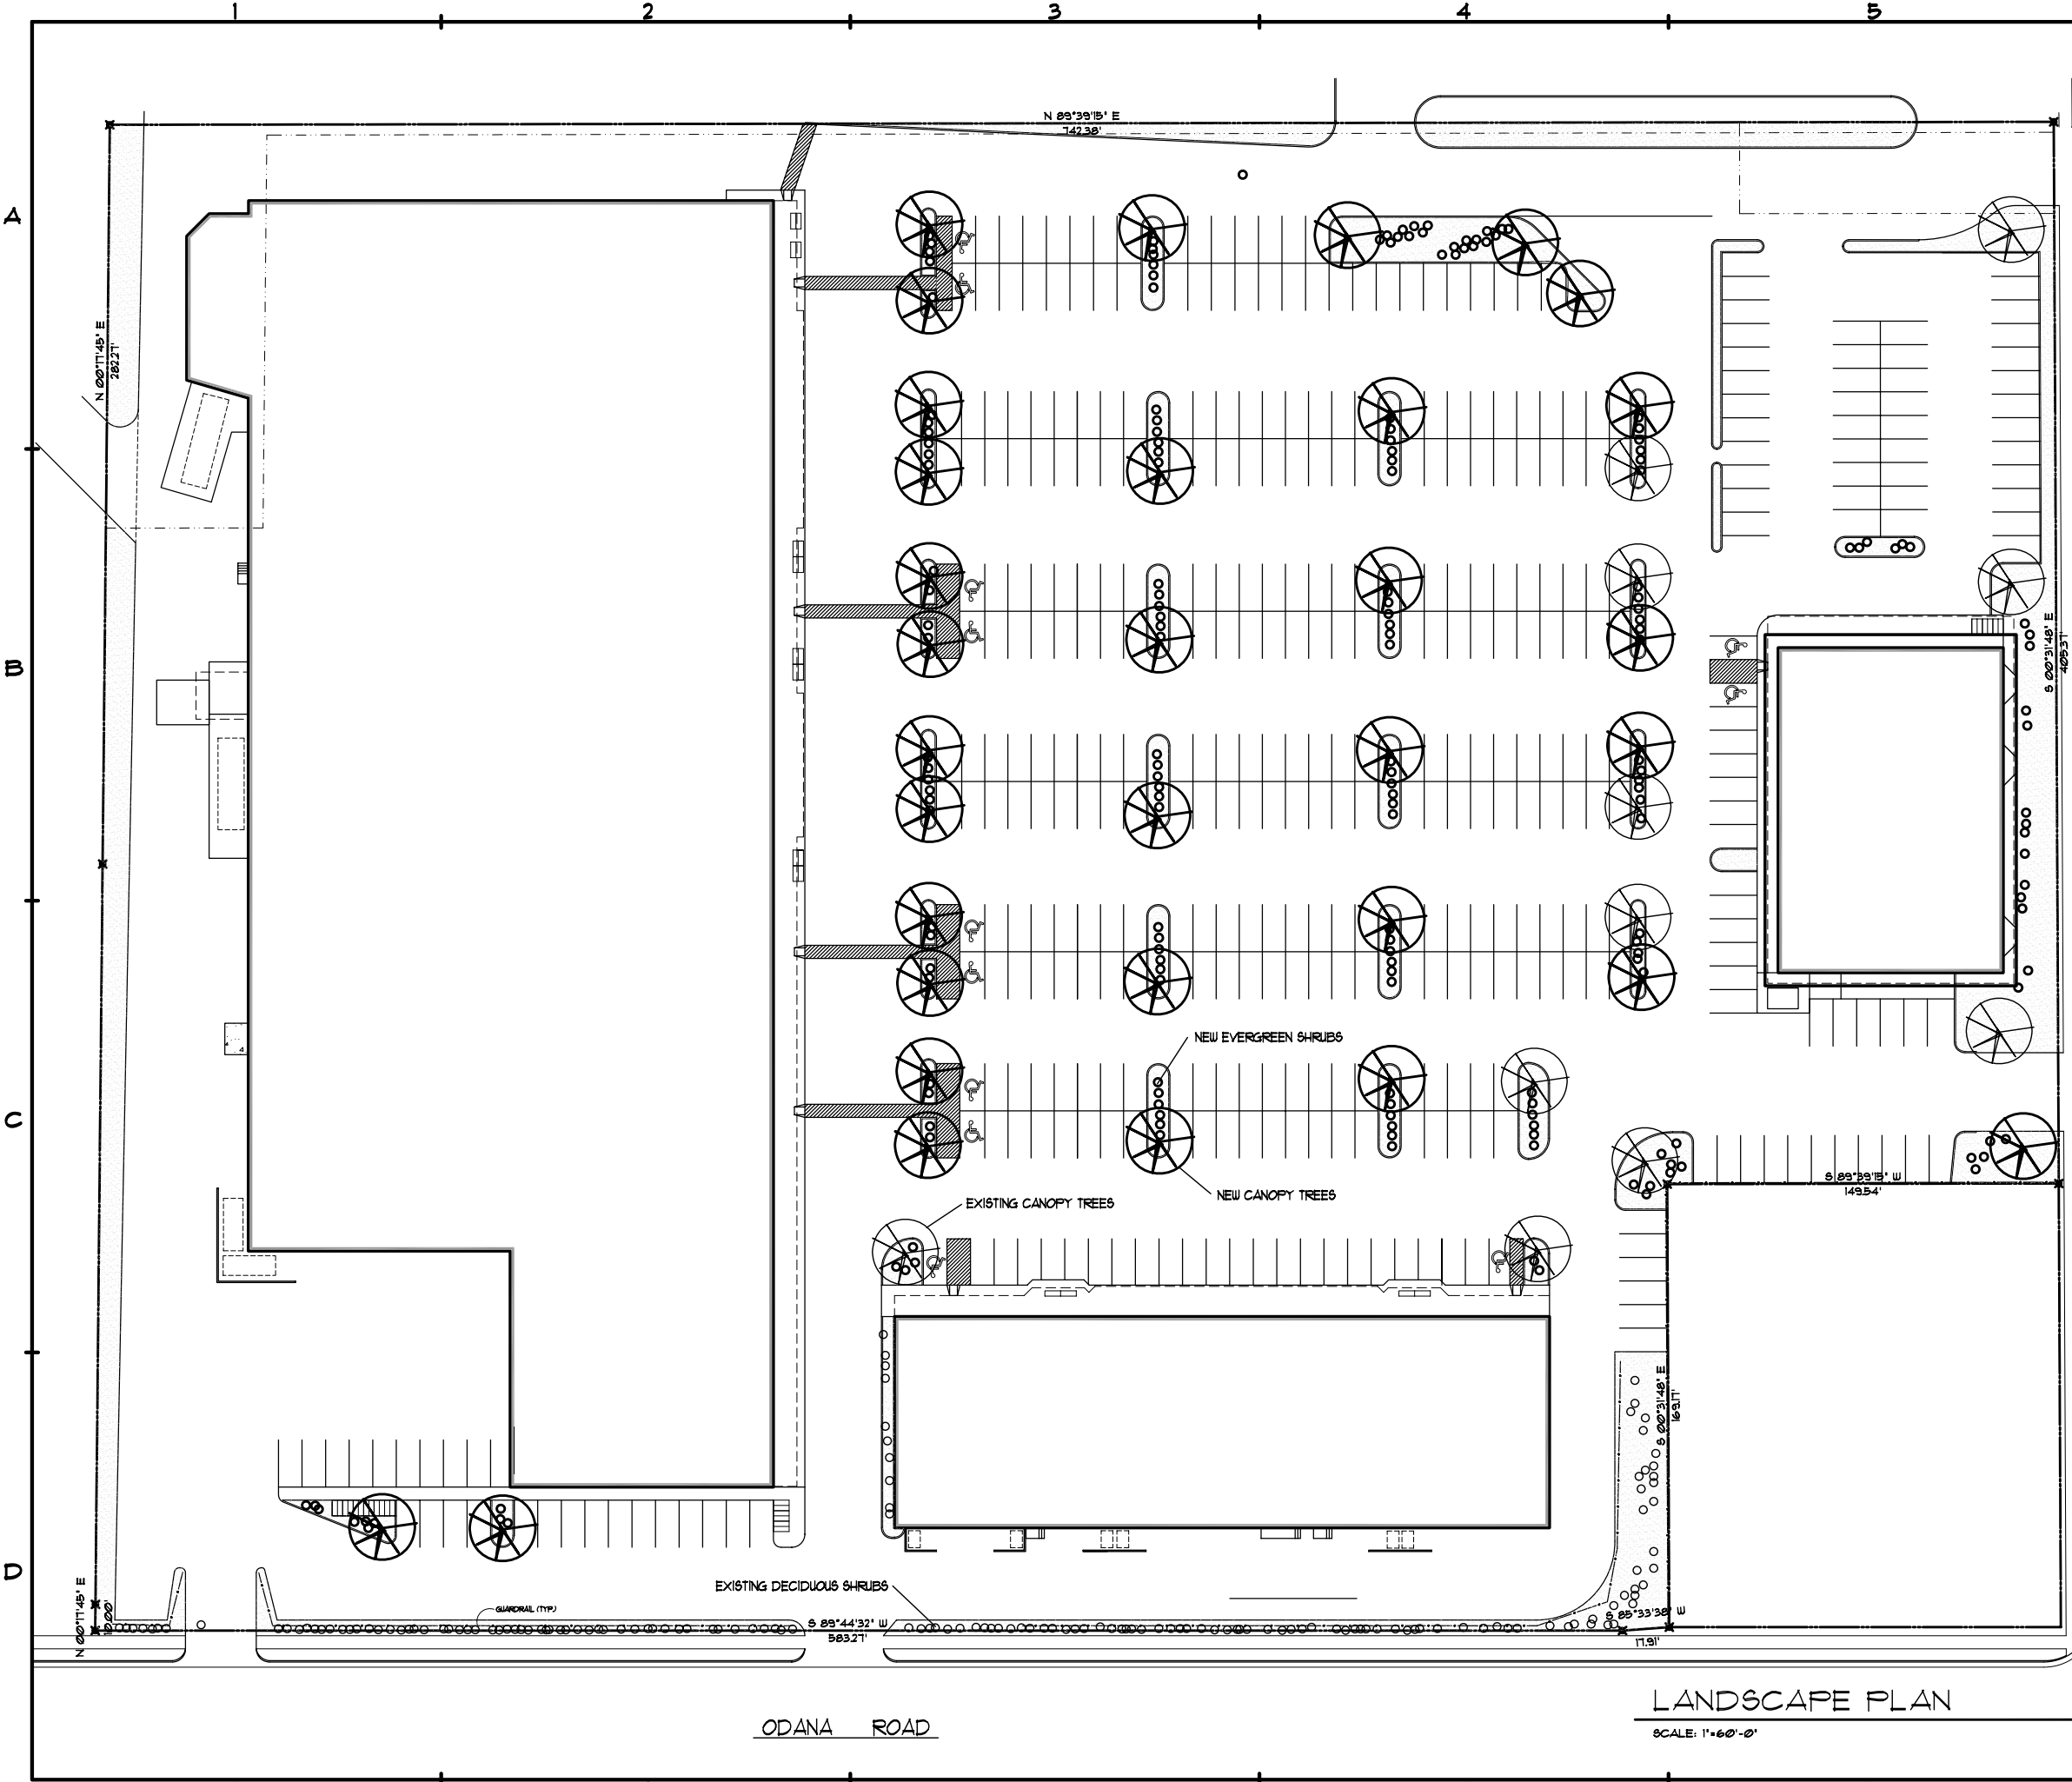 1 2 3 4 5
N 89°39'15" E
742.38'
A
N 00°17'45" E
282.27'
B
S 00°31'48" E
405.37'
NEW EVERGREEN SHRUBS
C
S 89°39'15" W
149.54'
NEW CANOPY TREES
EXISTING CANOPY TREES
S 00°31'48" E
169.17'
D
EXISTING DECIDUOUS SHRUBS
N 00°17'45" E
10.00'
GUARDRAIL (TYP.)
S 89°44'32" W
583.27'
S 85°33'38" W
17.91'
LANDSCAPE PLAN
ODANA ROAD
SCALE: 1"=60'-0"